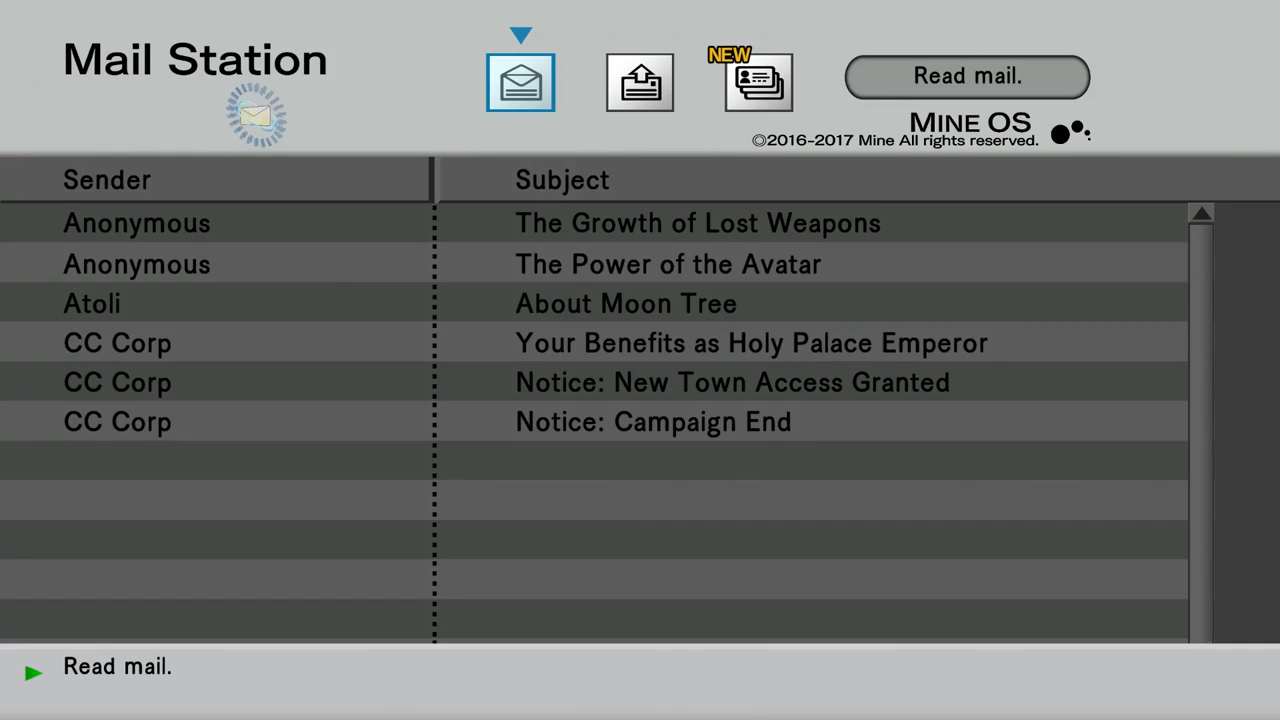 Mail Station
NEW
Read mail.
MINE OS
©2016-2017 Mine All rights reserved.
Sender Subject
Anonymous The Growth of Lost Weapons
Anonymous The Power of the Avatar
Atoli About Moon Tree
CC Corp Your Benefits as Holy Palace Emperor
CC Corp Notice: New Town Access Granted
CC Corp Notice: Campaign End
Read mail.